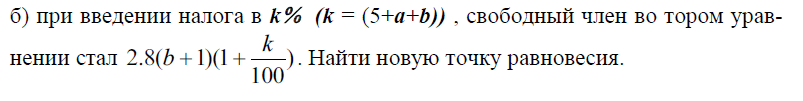 б) при введении налога в k% (k = (5+a+b)) , свободный член во тором урав-
нении стал 2.8(b+1)(1+k/100). Найти новую точку равновесия.